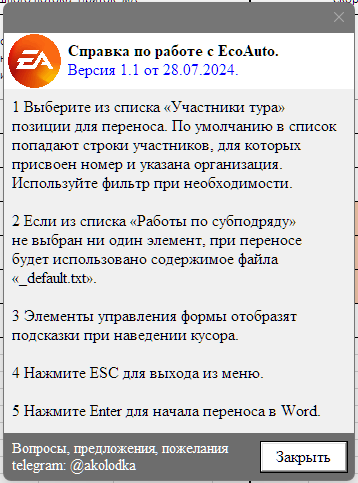 EA
Справка по работе с EcoAuto.
Версия 1.1 от 28.07.2024.
1 Выберите из списка «Участники тура»
позиции для переноса. По умолчанию в список
попадают строки участников, для которых
присвоен номер и указана организация.
Используйте фильтр при необходимости.
2 Если из списка «Работы по субподряду»
не выбран ни один элемент, при переносе
будет использовано содержимое файла
«_default.txt».
3 Элементы управления формы отобразят
подсказки при наведении кусора.
4 Нажмите ESC для выхода из меню.
5 Нажмите Enter для начала переноса в Word.
Вопросы, предложения, пожелания
telegram: @akolodka
Закрыть